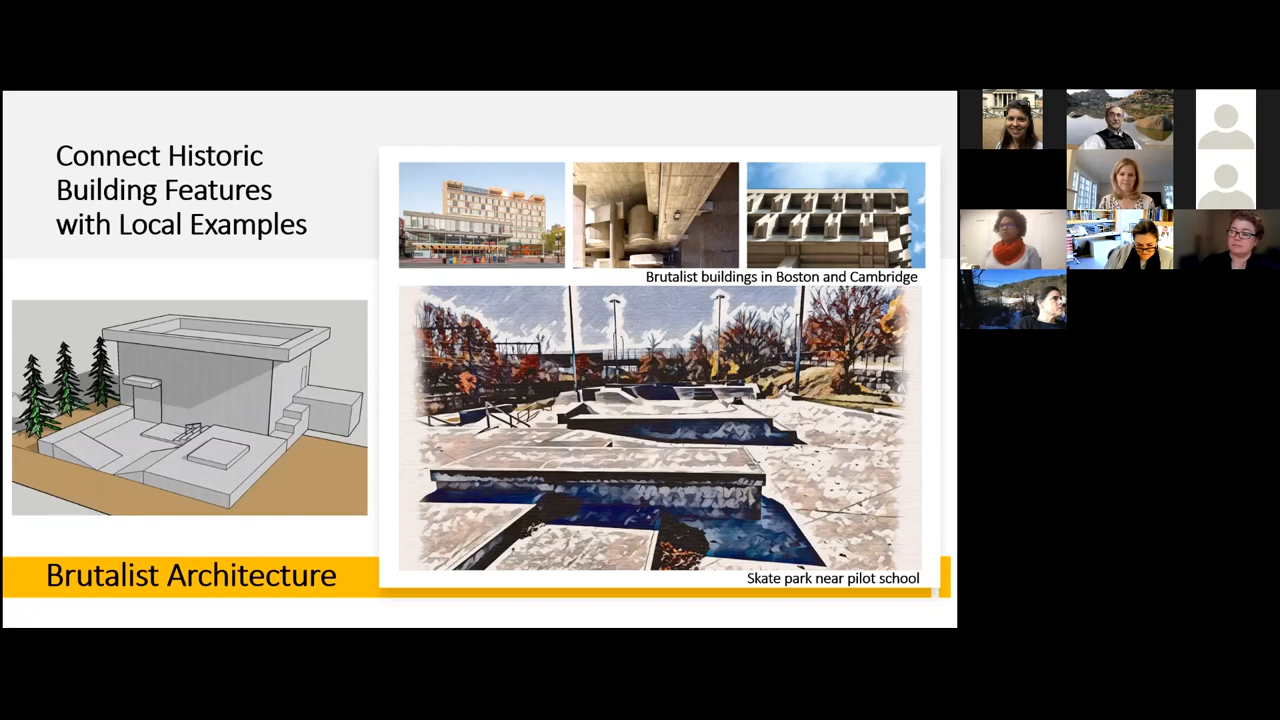 Connect Historic
Building Features
with Local Examples
Brutalist buildings in Boston and Cambridge
Skate park near pilot school
Brutalist Architecture